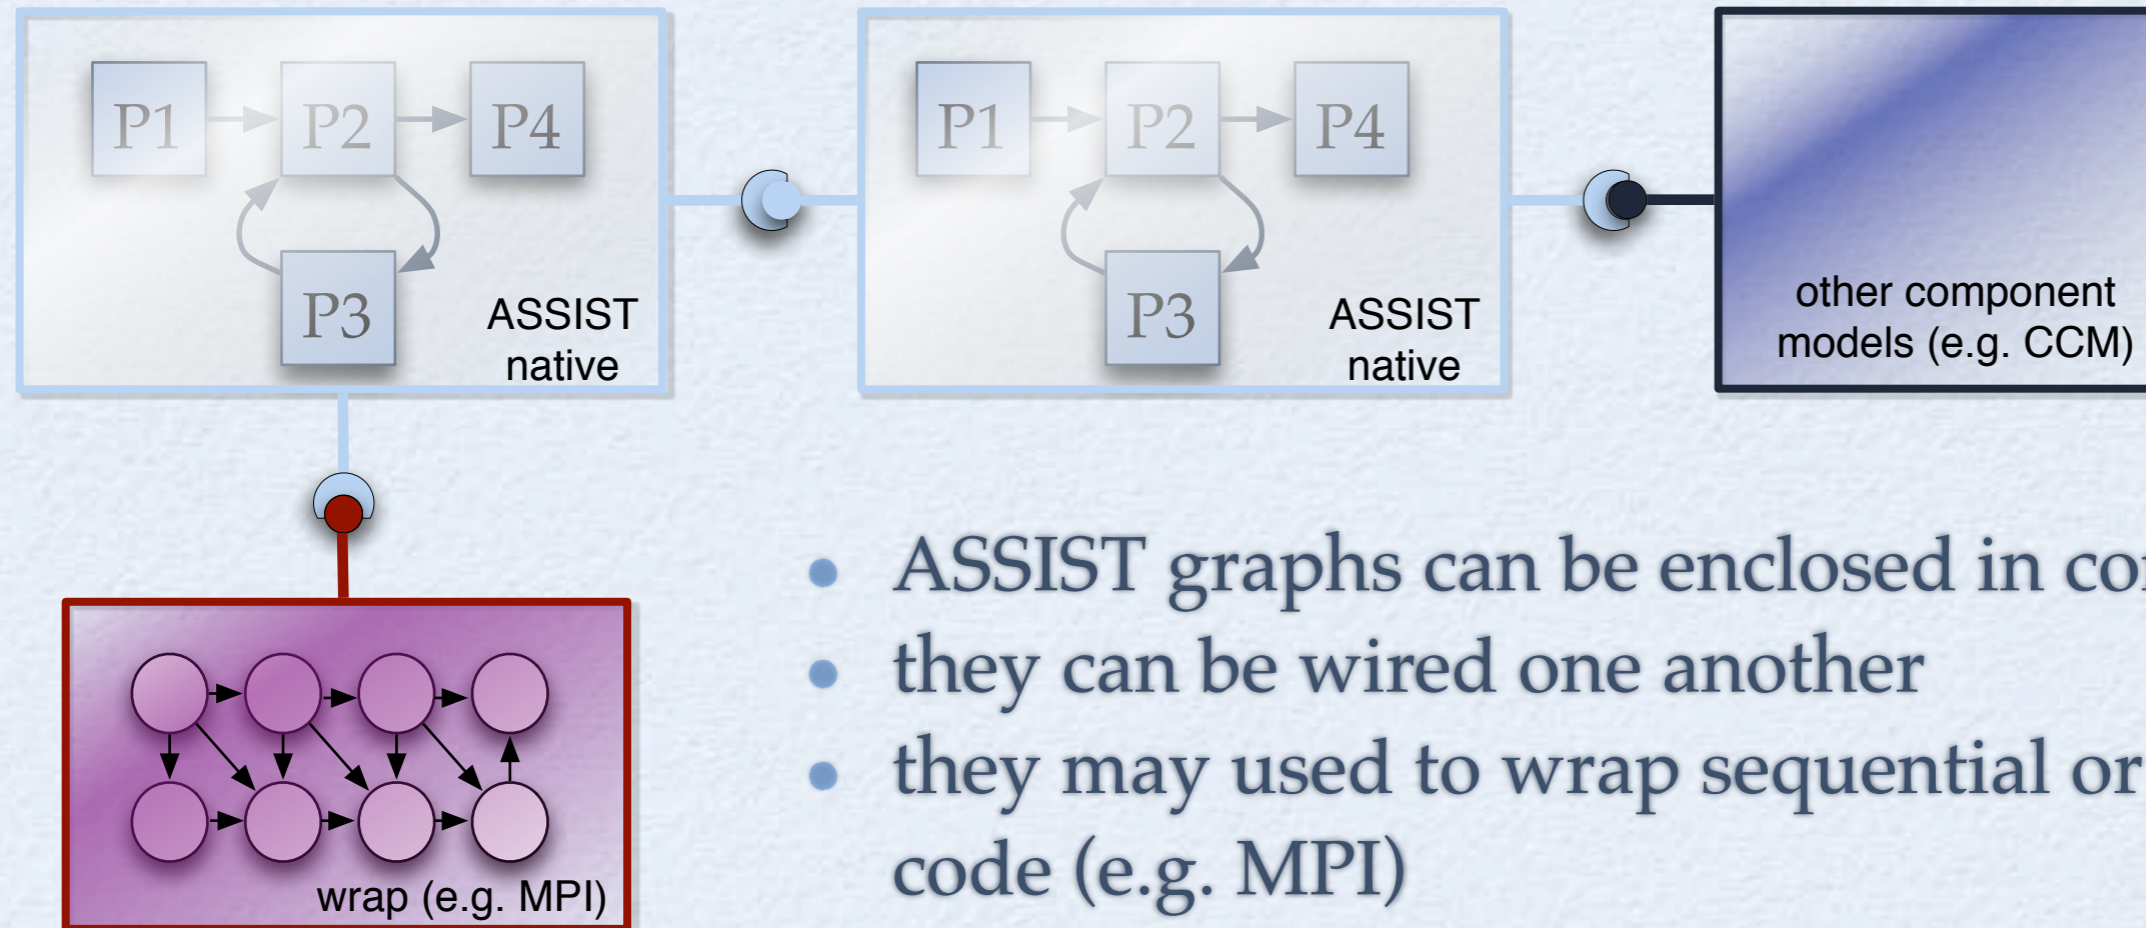 P1 P2 P4
P3
ASSIST
native
P1 P2 P4
P3
ASSIST
native
other component
models (e.g. CCM)
wrap (e.g. MPI)
• ASSIST graphs can be enclosed in
• they can be wired one another
• they may used to wrap sequential or
code (e.g. MPI)